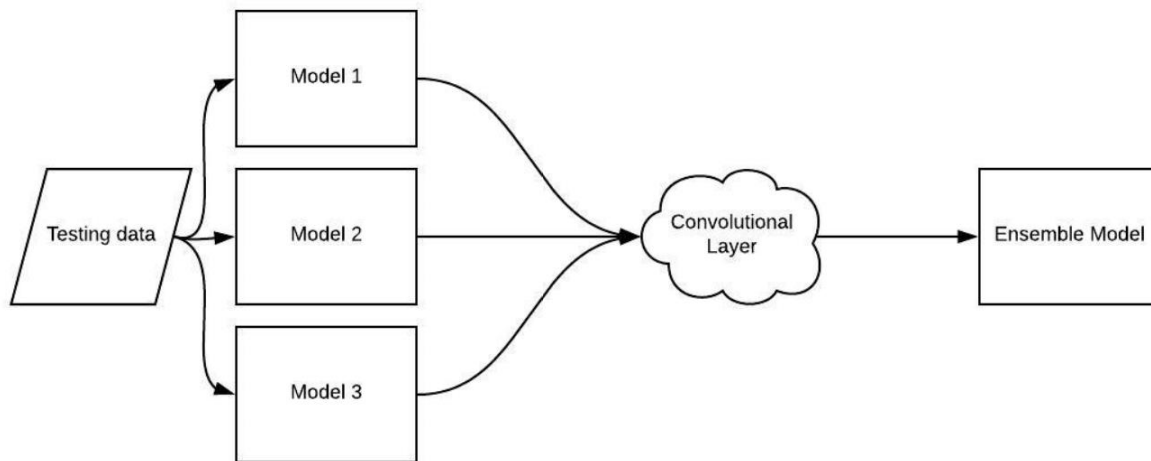 Model 1
Testing data
Model 2
Convolutional
Layer
Ensemble Model
Model 3